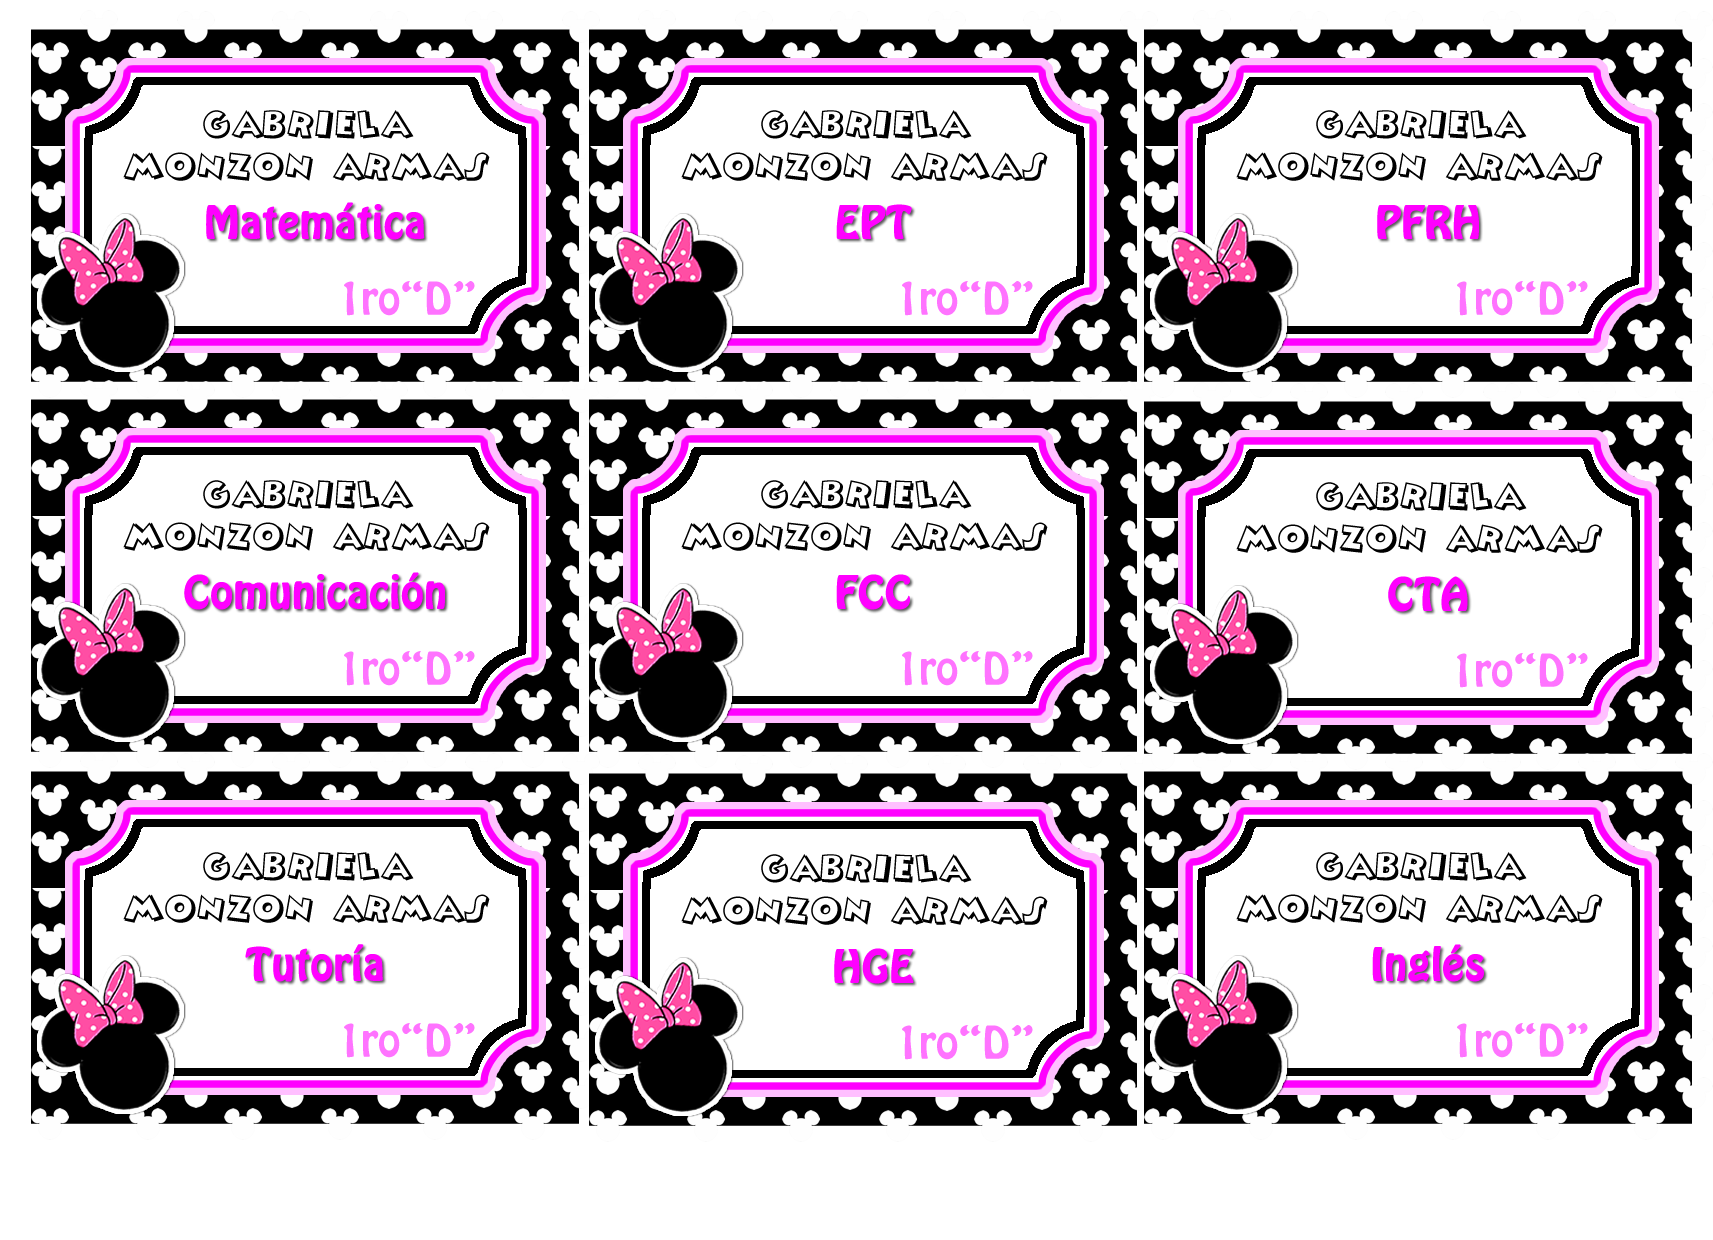 GABRIELA
MONZON ARMAS
Matemática
1ro“D”
GABRIELA
MONZON ARMAS
EPT
1ro“D”
GABRIELA
MONZON ARMAS
PFRH
1ro“D”
GABRIELA
MONZON ARMAS
Comunicación
1ro“D”
GABRIELA
MONZON ARMAS
FCC
1ro“D”
GABRIELA
MONZON ARMAS
CTA
1ro“D”
GABRIELA
MONZON ARMAS
Tutoría
1ro“D”
GABRIELA
MONZON ARMAS
HGE
1ro“D”
GABRIELA
MONZON ARMAS
Inglés
1ro“D”